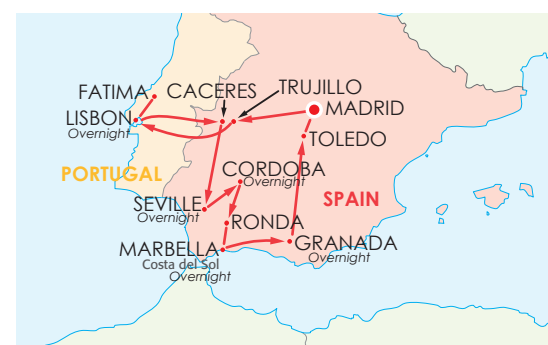 FATIMA
CACERES
TRUJILLO
MADRID
LISBON
Overnight
TOLEDO
PORTUGAL
CORDOBA
Overnight
SPAIN
SEVILLE
Overnight
RONDA
MARBELLA
Costa del Sol
Overnight
GRANADA
Overnight